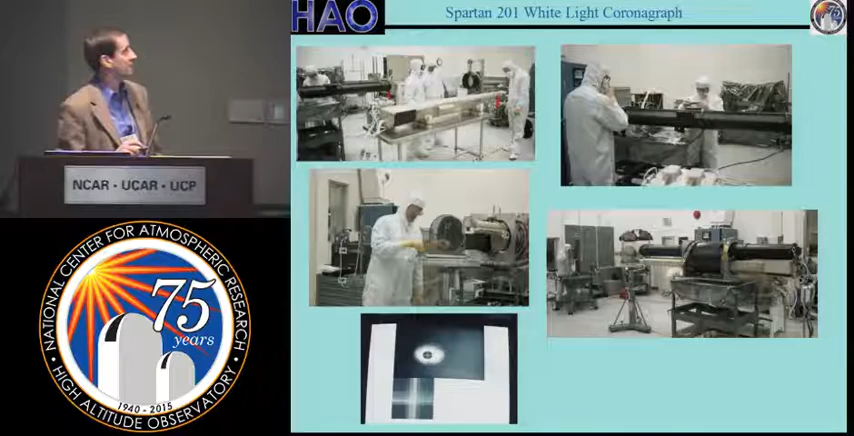 HAO
Spartan 201 White Light Coronagraph
75
NCAR • UCAR • UCP
NATIONAL CENTER FOR ATMOSPHERIC RESEARCH
75
years
1940 - 2015
HIGH ALTITUDE OBSERVATORY